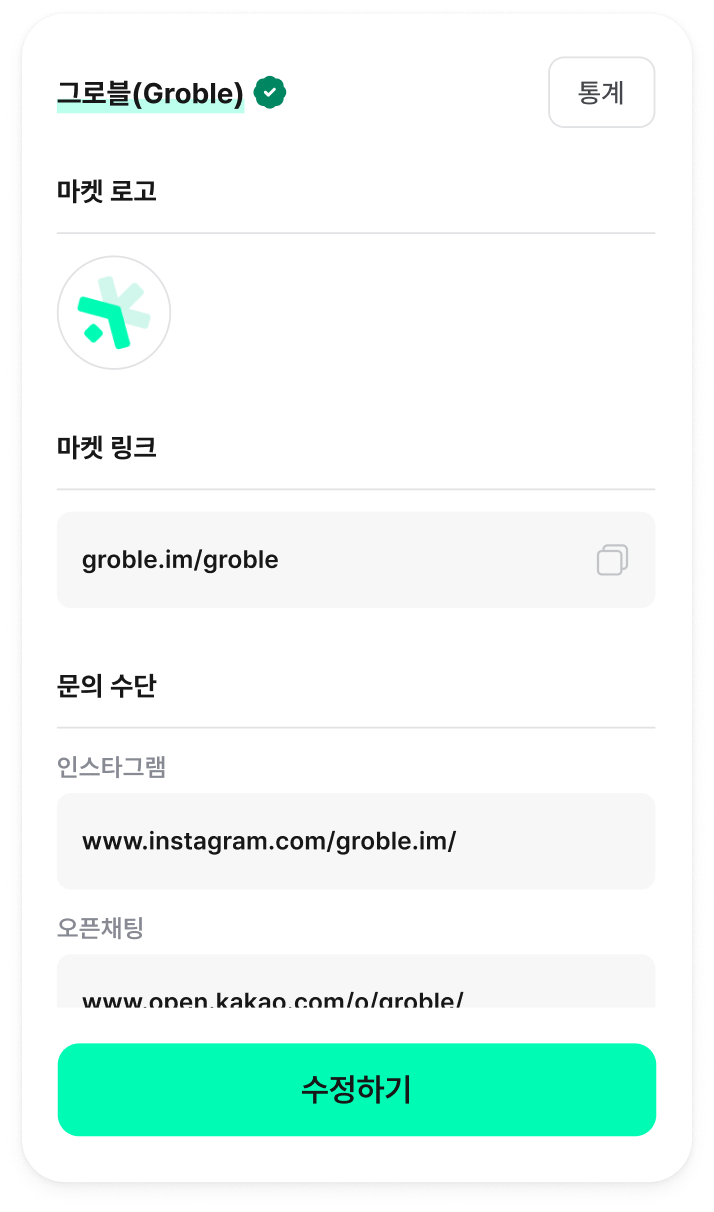 그로블(Groble)
통계
마켓 로고
마켓 링크
groble.im/groble
문의 수단
인스타그램
www.instagram.com/groble.im/
오픈채팅
www.open.kakao.com/o/groble/
수정하기